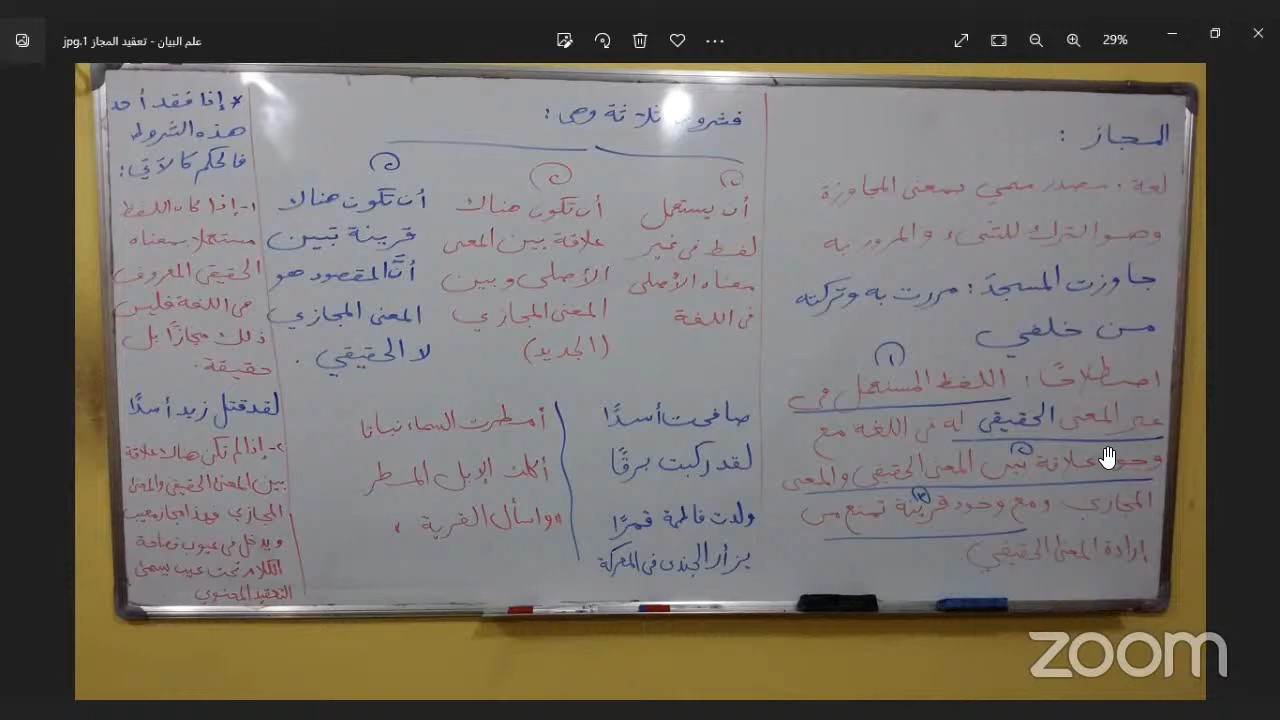 علم البيان - تعقيد المجاز 1.jpg
29%
المجاز :
لغة : مصدر ميمي بمعنى المجاوزة
وهو الترك للشيء والمرور به
جاوزت المسجدَ : مررت به وتركته
من خلفي
اصطلاحًا : اللفظ المستعمل في
غير المعنى الحقيقي له في اللغة مع
وجود علاقة بين المعنى الحقيقي والمعنى
المجازي ومع وجود قرينة تمنع من
إرادة المعنى الحقيقي
فشروطه ثلاثة وهي :
أن يستعمل
لفظ في غير
معناه الأصلي
في اللغة
أن تكون هناك
علاقة بين المعنى
الأصلي وبين
المعنى المجازي
(الجديد)
أن تكون هناك
قرينة تبين
أنَّ المقصود هو
المعنى المجازي
لا الحقيقي .
صافحت أسدًا
لقد ركبت برقًا
ولدت فاطمة قمرًا
يزأر الجندى فى المعركة
أمطرت السماء نباتا
أكلت الإبل المطر
«واسأل القرية»
* إذا فقد أحد
هذه الشروط
فالحكم كالآتي :
١- إذا كان اللفظ
مستعملا بمعناه
الحقيقي المعروف
في اللغة فليس
ذلك مجازًا بل
حقيقة .
لقد قتل زيد أسدًا
٢- إذا لم تكن هناك علاقة
بين المعنى الحقيقي والمعنى
المجازي فهذا مجاز معيب
ويدخل في عيوب فصاحة
الكلام تحت عيب يسمى
التعقيد المعنوي
zoom